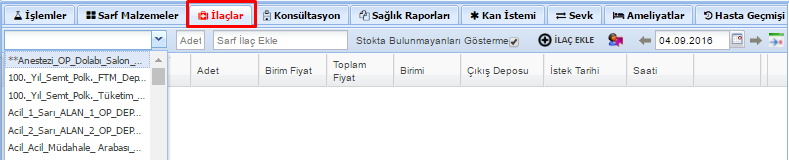 İşlemler Sarf Malzemeler İlaçlar Konsültasyon Sağlık Raporları Kan İstemi Sevk Ameliyatlar Hasta Geçmişi
Adet Sarf İlaç Ekle Stokta Bulunmayanları Gösterme İLAÇ EKLE 04.09.2016
Adet Birim Fiyat Toplam Fiyat Birimi Çıkış Deposu İstek Tarihi Saati
**Anestezi_OP_Dolabı_Salon_...
100._Yıl_Semt_Polk._FTM_Dep...
100._Yıl_Semt_Polk._Tüketim_...
Acil_1_Sarı_ALAN_1_OP_DEP...
Acil_2_Sarı_ALAN_2_OP_DEP...
Acil_Acil_Müdahale_ Arabası_...